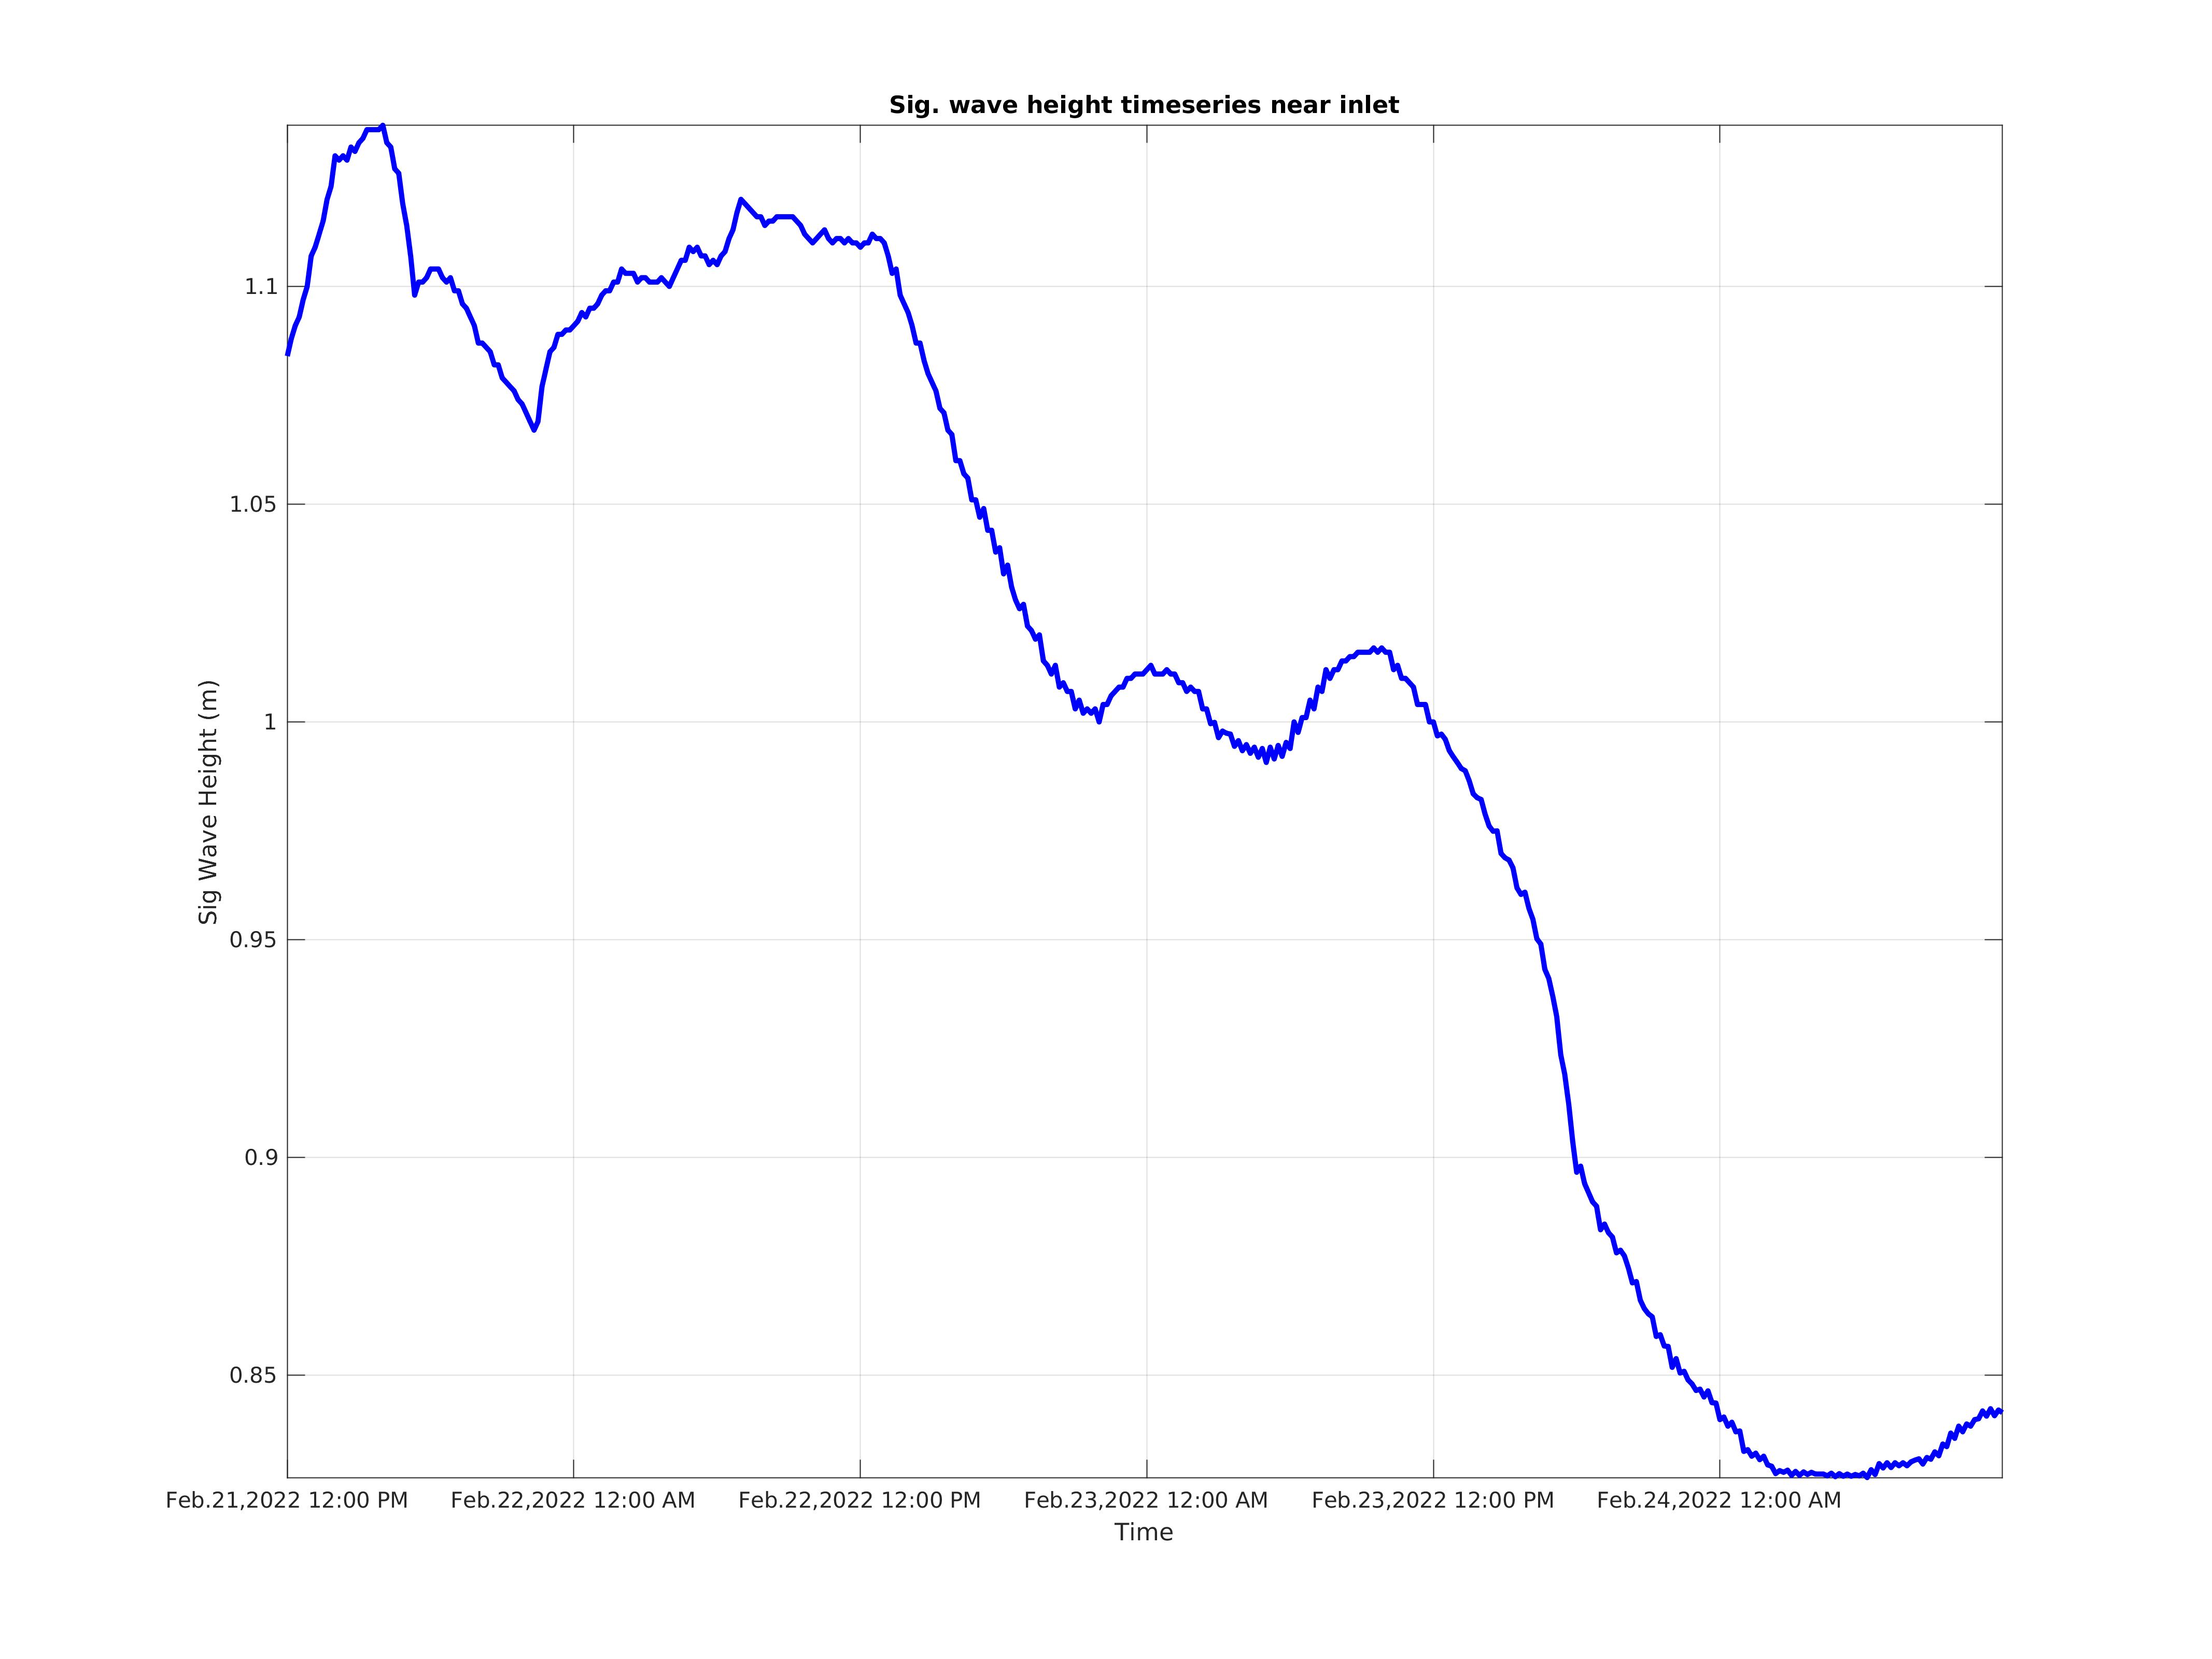 Sig. wave height timeseries near inlet
1.1
1.05
1
0.95
0.9
0.85
Sig Wave Height (m)
Feb.21,2022 12:00 PM
Feb.22,2022 12:00 AM
Feb.22,2022 12:00 PM
Feb.23,2022 12:00 AM
Feb.23,2022 12:00 PM
Feb.24,2022 12:00 AM
Time